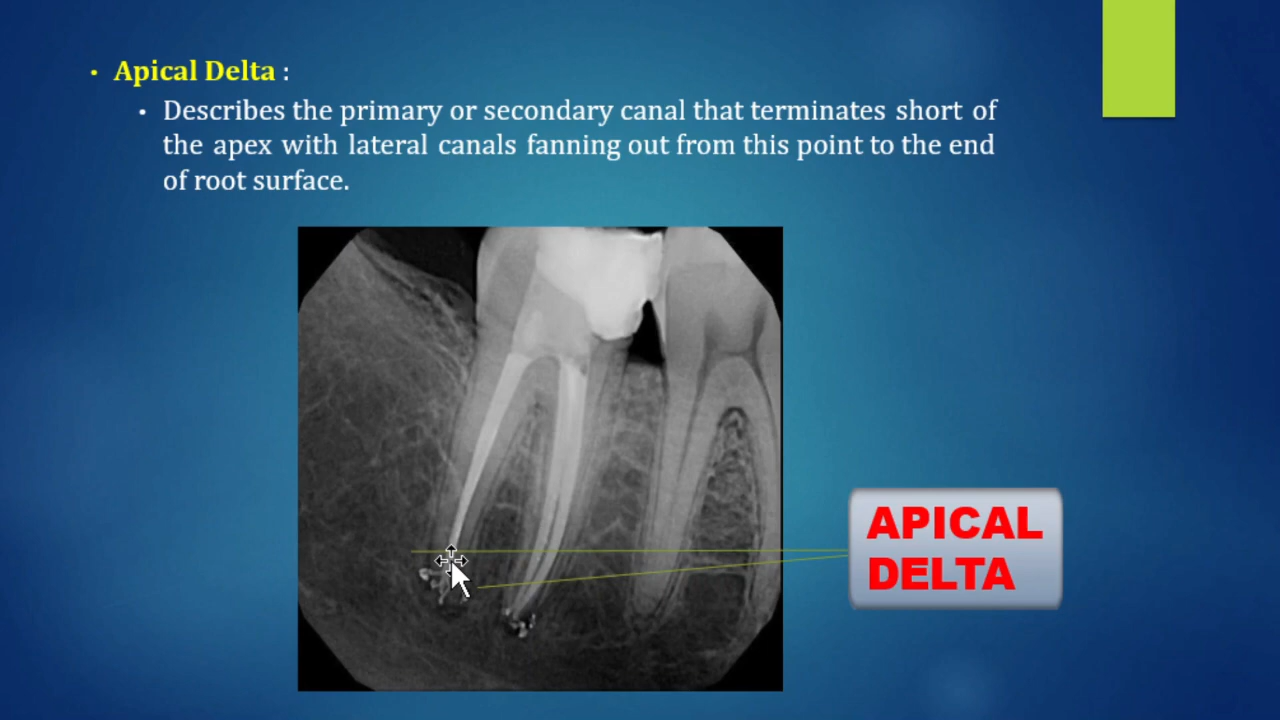 • Apical Delta :
• Describes the primary or secondary canal that terminates short of
the apex with lateral canals fanning out from this point to the end
of root surface.
APICAL
DELTA